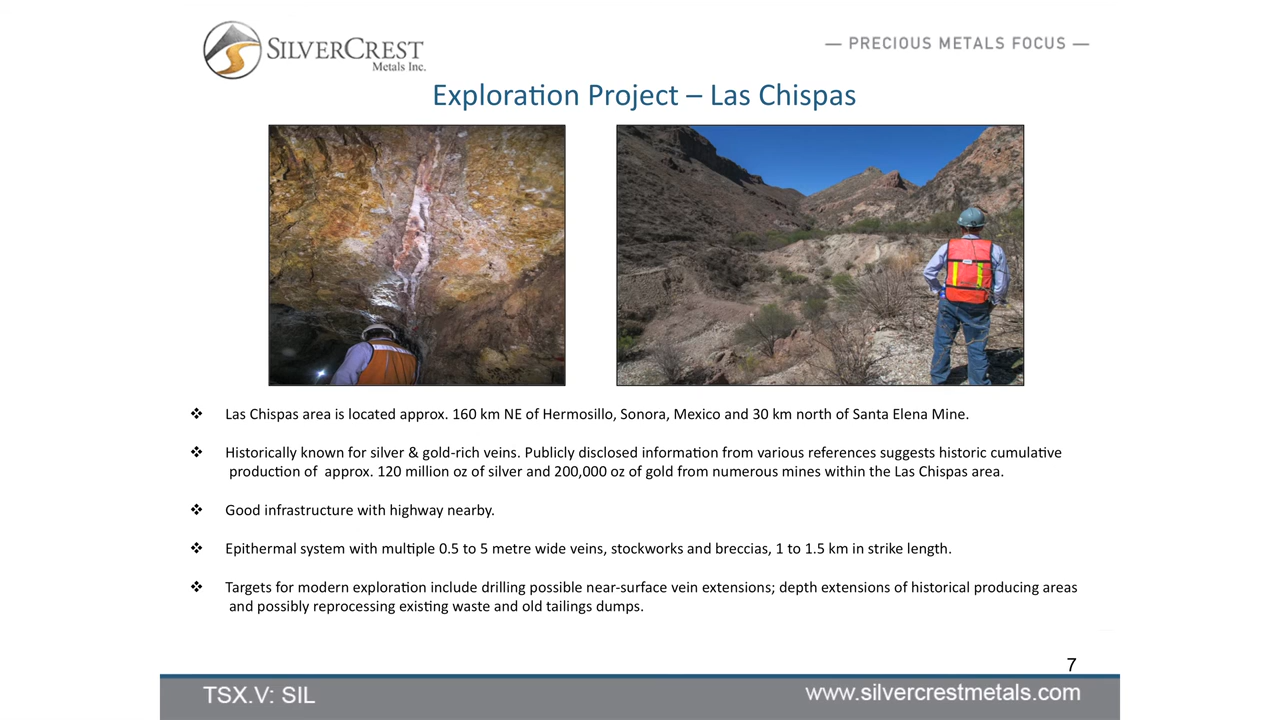 SILVERCREST
Metals Inc.
— PRECIOUS METALS FOCUS —
Exploration Project – Las Chispas
❖ Las Chispas area is located approx. 160 km NE of Hermosillo, Sonora, Mexico and 30 km north of Santa Elena Mine.
❖ Historically known for silver & gold-rich veins. Publicly disclosed information from various references suggests historic cumulative
production of approx. 120 million oz of silver and 200,000 oz of gold from numerous mines within the Las Chispas area.
❖ Good infrastructure with highway nearby.
❖ Epithermal system with multiple 0.5 to 5 metre wide veins, stockworks and breccias, 1 to 1.5 km in strike length.
❖ Targets for modern exploration include drilling possible near-surface vein extensions; depth extensions of historical producing areas
and possibly reprocessing existing waste and old tailings dumps.
7
TSX.V: SIL
www.silvercrestmetals.com